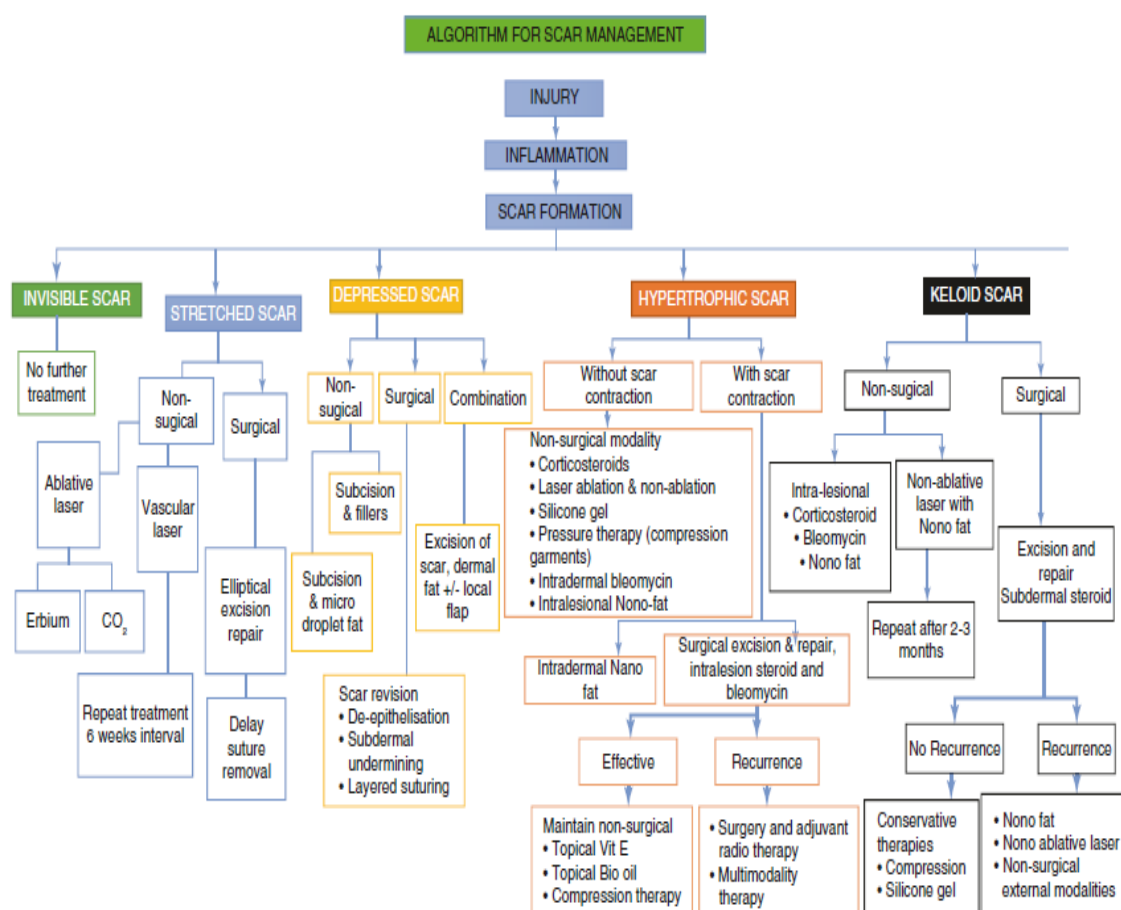 ALGORITHM FOR SCAR MANAGEMENT
INJURY
INFLAMMATION
SCAR FORMATION
INVISIBLE SCAR
No further
treatment
STRETCHED SCAR
Non-
sugical
Ablative
laser
Erbium
CO₂
Vascular
laser
Repeat treatment
6 weeks interval
Surgical
Elliptical
excision
repair
Delay
suture
removal
DEPRESSED SCAR
Non-
sugical
Subcision
& micro
droplet fat
Subcision
& fillers
Surgical
Scar revision
• De-epithelisation
• Subdermal
undermining
• Layered suturing
Combination
Excision of
scar, dermal
fat +/- local
flap
HYPERTROPHIC SCAR
Without scar
contraction
Non-surgical modality
• Corticosteroids
• Laser ablation & non-ablation
• Silicone gel
• Pressure therapy (compression
garments)
• Intradermal bleomycin
• Intralesional Nono-fat
With scar
contraction
Intradermal Nano
fat
Surgical excision & repair,
intralesion steroid and
bleomycin
Effective
Maintain non-surgical
• Topical Vit E
• Topical Bio oil
• Compression therapy
Recurrence
• Surgery and adjuvant
radio therapy
• Multimodality
therapy
KELOID SCAR
Non-sugical
Intra-lesional
• Corticosteroid
• Bleomycin
• Nono fat
Non-ablative
laser with
Nono fat
Repeat after 2-3
months
Surgical
Excision and
repair
Subdermal steroid
No Recurrence
Conservative
therapies
• Compression
• Silicone gel
Recurrence
• Nono fat
• Nono ablative laser
• Non-surgical
external modalities